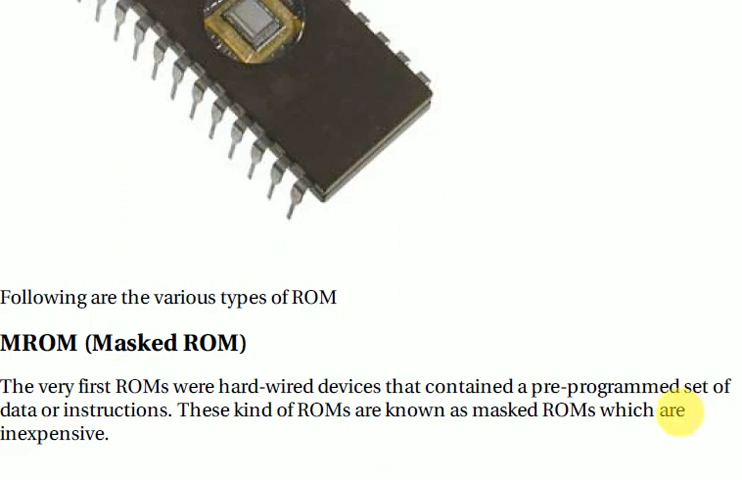 Following are the various types of ROM
MROM (Masked ROM)
The very first ROMs were hard-wired devices that contained a pre-programmed set of
data or instructions. These kind of ROMs are known as masked ROMs which are
inexpensive.